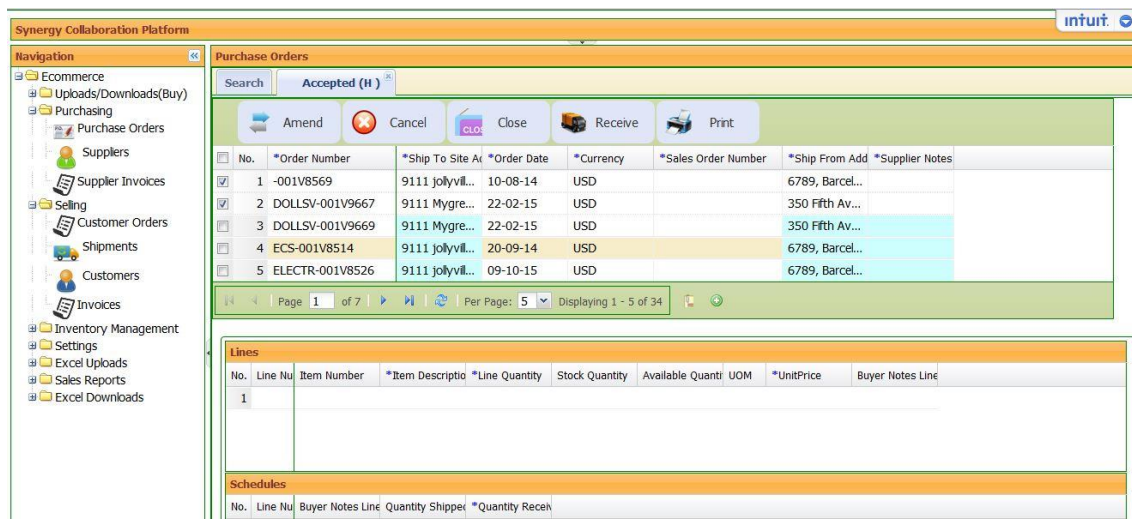 intuit
Synergy Collaboration Platform
Navigation
Ecommerce
Uploads/Downloads(Buy)
Purchasing
Purchase Orders
Suppliers
Supplier Invoices
Selling
Customer Orders
Shipments
Customers
Invoices
Inventory Management
Settings
Excel Uploads
Sales Reports
Excel Downloads
Purchase Orders
Search Accepted (H )
Amend Cancel Close Receive Print
No. *Order Number *Ship To Site Ad *Order Date *Currency *Sales Order Number *Ship From Add *Supplier Notes
1 -001V8569 9111 jollyvill... 10-08-14 USD 6789, Barcel...
2 DOLLSV-001V9667 9111 Mygre... 22-02-15 USD 350 Fifth Av...
3 DOLLSV-001V9669 9111 Mygre... 22-02-15 USD 350 Fifth Av...
4 ECS-001V8514 9111 jollyvill... 20-09-14 USD 6789, Barcel...
5 ELECTR-001V8526 9111 jollyvill... 09-10-15 USD 6789, Barcel...
Page 1 of 7 Per Page: 5 Displaying 1 - 5 of 34
Lines
No. Line Nu Item Number *Item Descriptio *Line Quantity Stock Quantity Available Quanti UOM *UnitPrice Buyer Notes Line
1
Schedules
No. Line Nu Buyer Notes Line Quantity Shipped *Quantity Receiv